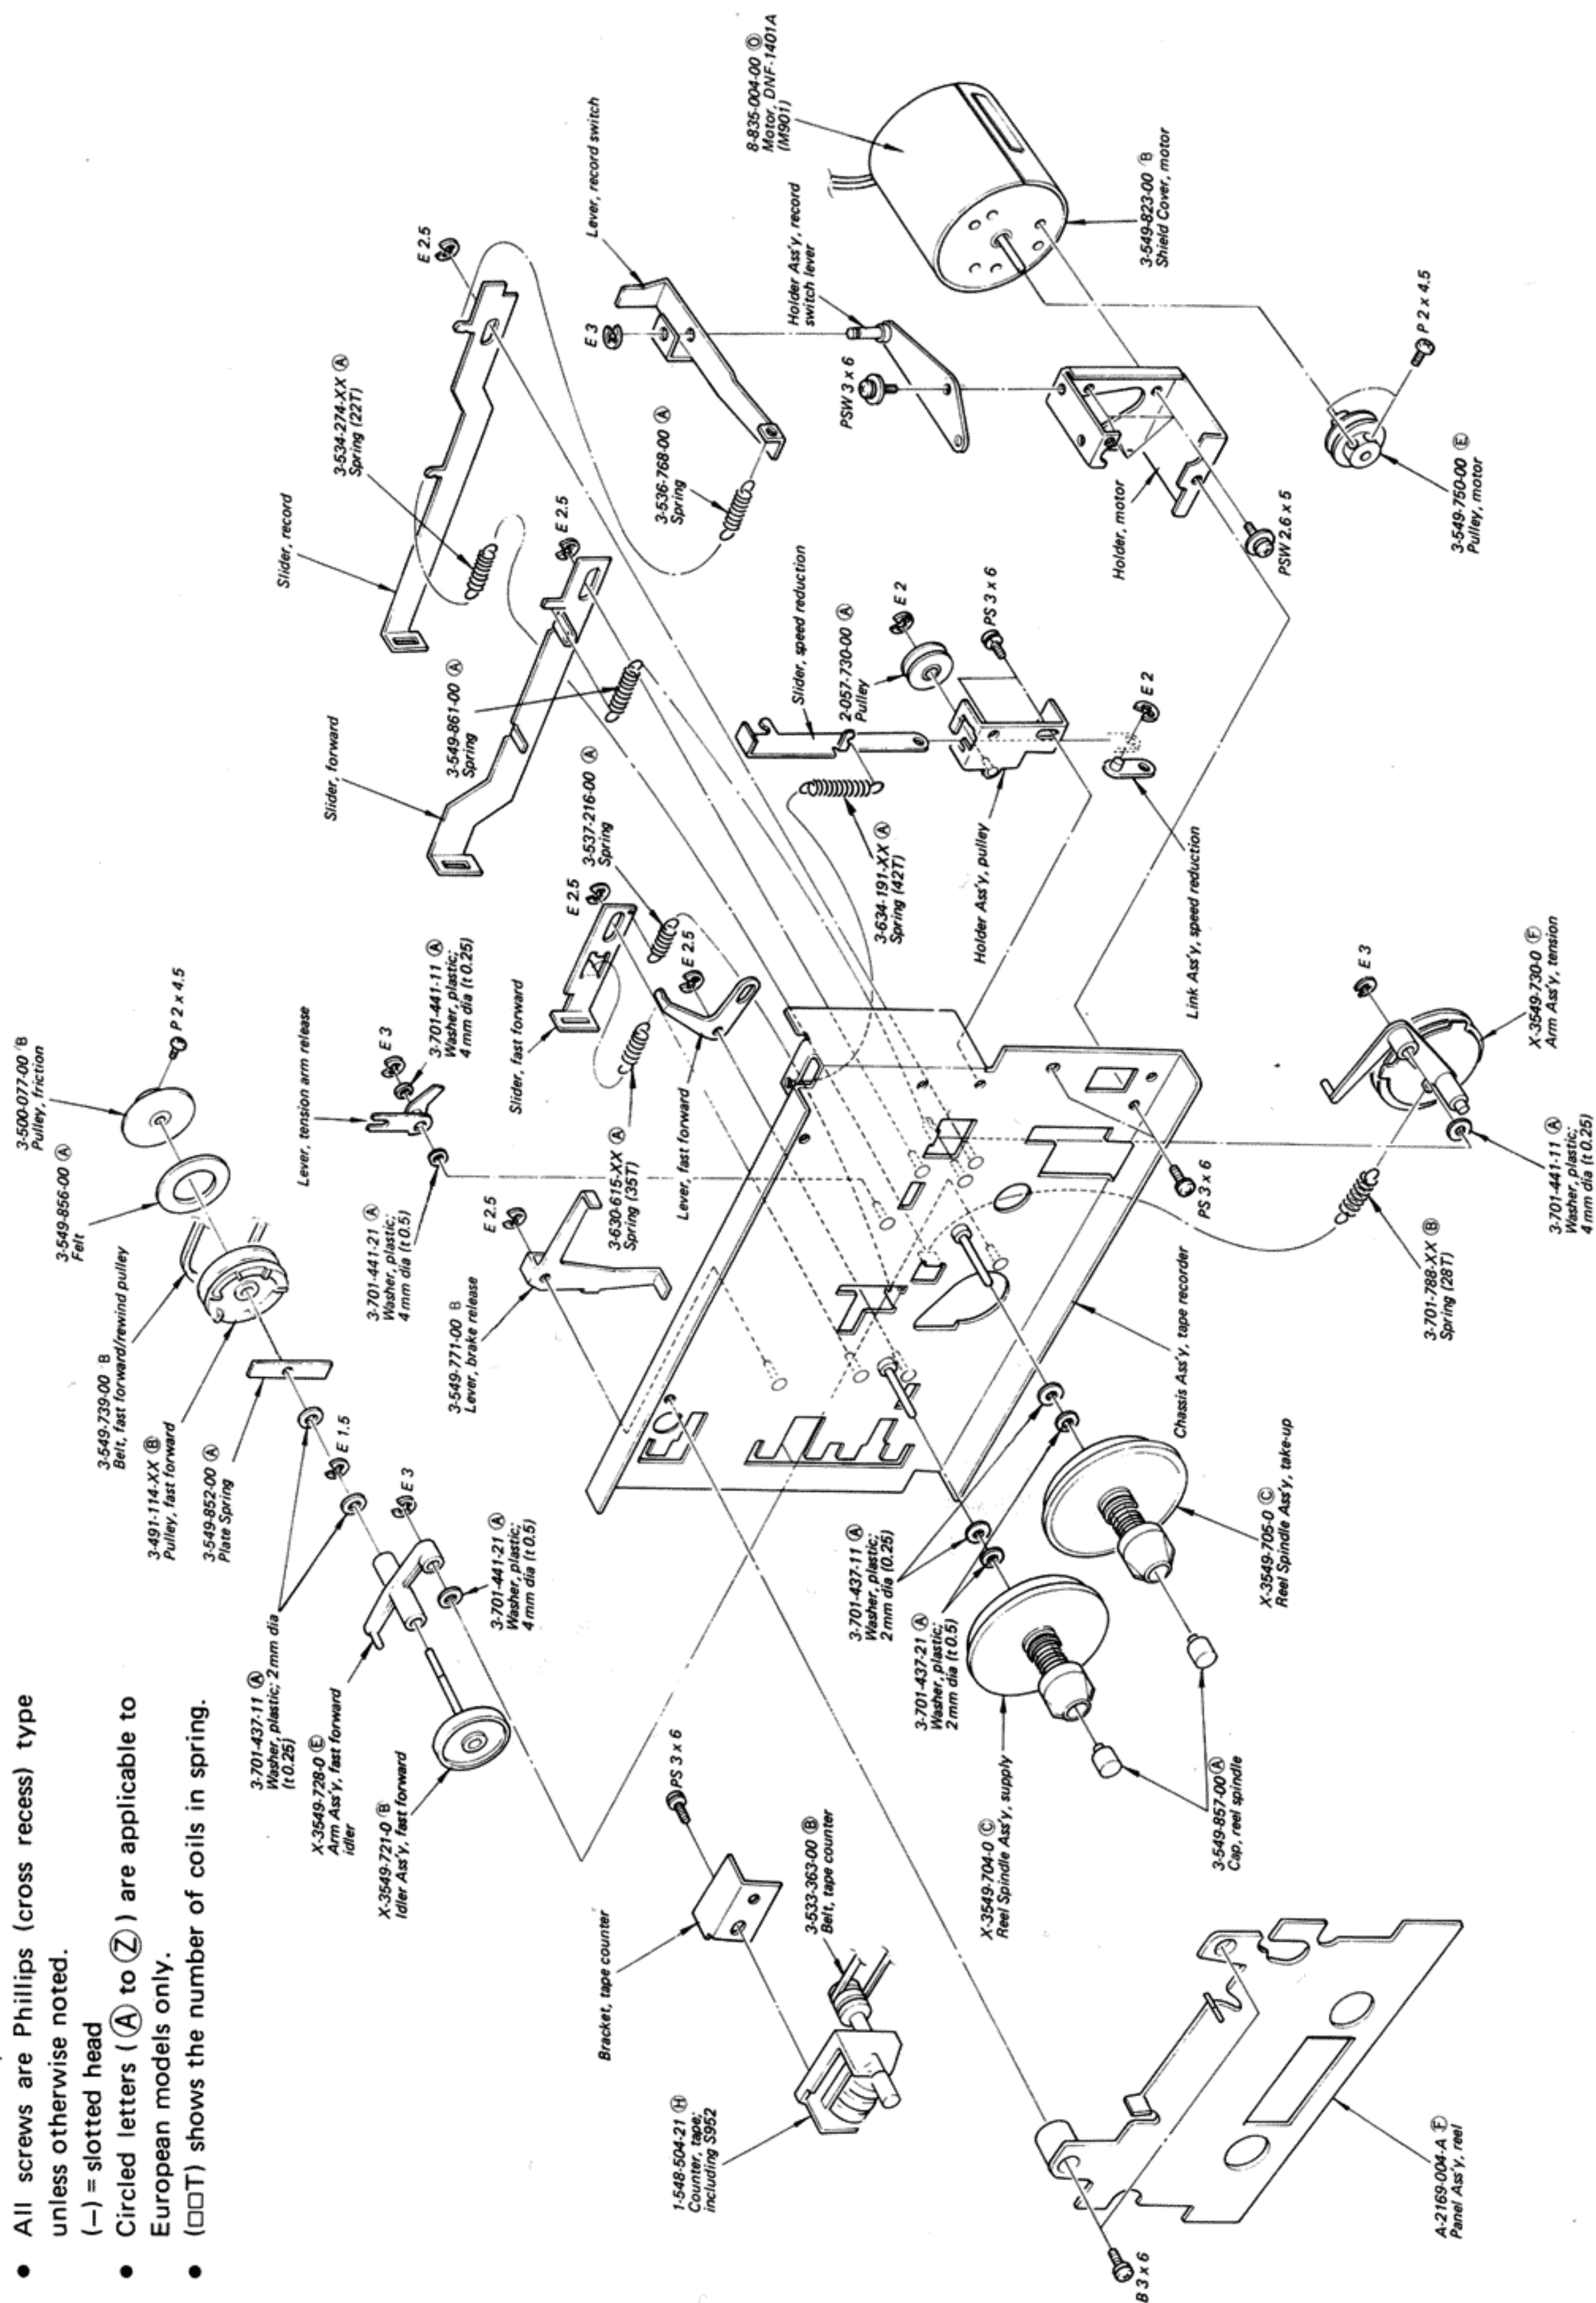 ● All screws are Phillips (cross recess) type
unless otherwise noted.
(−) = slotted head
● Circled letters (Ⓐ to Ⓩ) are applicable to
European models only.
● (□□T) shows the number of coils in spring.
3-701-437-11 Ⓐ
Washer, plastic; 2 mm dia
(t 0.25)
X-3549-728-0 Ⓔ
Arm Ass'y, fast forward
idler
X-3549-721-0 Ⓑ
Idler Ass'y, fast forward
3-549-739-00 Ⓑ
Belt, fast forward/rewind pulley
3-491-114-XX Ⓑ
Pulley, fast forward
3-549-852-00 Ⓐ
Plate Spring
E 1.5
E 3
3-701-441-21 Ⓐ
Washer, plastic;
4 mm dia (t 0.5)
3-500-077-00 Ⓑ
Pulley, friction
3-549-856-00 Ⓐ
Felt
P 2 x 4.5
Lever, tension arm release
E 3
3-701-441-11 Ⓐ
Washer, plastic;
4 mm dia (t 0.25)
3-701-441-21 Ⓐ
Washer, plastic;
4 mm dia (t 0.5)
3-549-771-00 B
Lever, brake release
E 2.5
Slider, fast forward
E 2.5
3-537-216-00 Ⓐ
Spring
E 2.5
3-630-615-XX Ⓐ
Spring (35T)
Lever, fast forward
Slider, forward
3-549-861-00 Ⓐ
Spring
E 2.5
Slider, record
3-534-274-XX Ⓐ
Spring (22T)
E 2.5
Lever, record switch
E 3
3-536-768-00 Ⓐ
Spring
Holder Ass'y, record
switch lever
PSW 3 x 6
8-835-004-00 Ⓞ
Motor, DNF-1401A
(M901)
3-549-823-00 Ⓑ
Shield Cover, motor
P 2 x 4.5
3-549-750-00 Ⓔ
Pulley, motor
Holder, motor
PSW 2.6 x 5
Slider, speed reduction
2-057-730-00 Ⓐ
Pulley
E 2
PS 3 x 6
E 2
3-634-191-XX Ⓐ
Spring (42T)
Holder Ass'y, pulley
Link Ass'y, speed reduction
E 3
X-3549-730-0 Ⓕ
Arm Ass'y, tension
3-701-441-11 Ⓐ
Washer, plastic;
4 mm dia (t 0.25)
PS 3 x 6
3-701-788-XX Ⓑ
Spring (28T)
Chassis Ass'y, tape recorder
3-701-437-11 Ⓐ
Washer, plastic;
2 mm dia (0.25)
3-701-437-21 Ⓐ
Washer, plastic;
2 mm dia (t 0.5)
X-3549-705-0 Ⓒ
Reel Spindle Ass'y, take-up
X-3549-704-0 Ⓒ
Reel Spindle Ass'y, supply
3-549-857-00 Ⓐ
Cap, reel spindle
PS 3 x 6
Bracket, tape counter
3-533-363-00 Ⓑ
Belt, tape counter
1-548-504-21 Ⓗ
Counter, tape;
including S952
B 3 x 6
A-2169-004-A Ⓕ
Panel Ass'y, reel